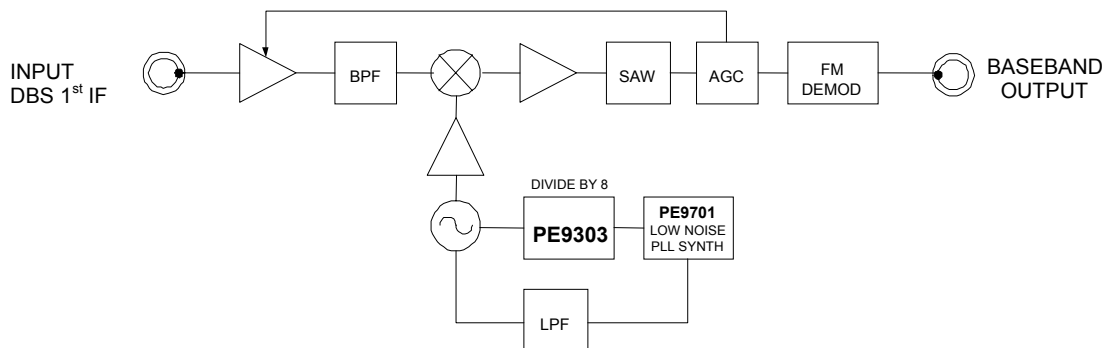 INPUT
DBS 1st IF
BPF
SAW
AGC
FM
DEMOD
BASEBAND
OUTPUT
DIVIDE BY 8
PE9303
PE9701
LOW NOISE
PLL SYNTH
LPF